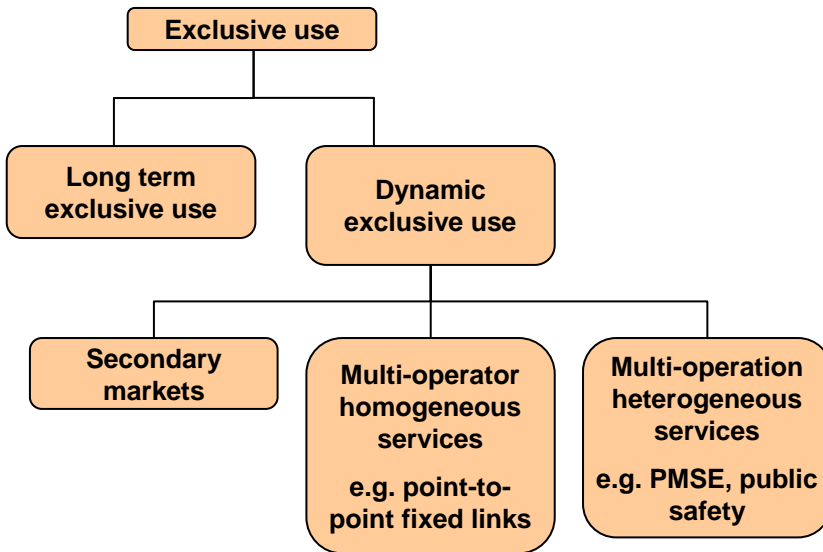 Exclusive use
Long term
exclusive use
Dynamic
exclusive use
Secondary
markets
Multi-operator
homogeneous
services
e.g. point-to-
point fixed links
Multi-operation
heterogeneous
services
e.g. PMSE, public
safety